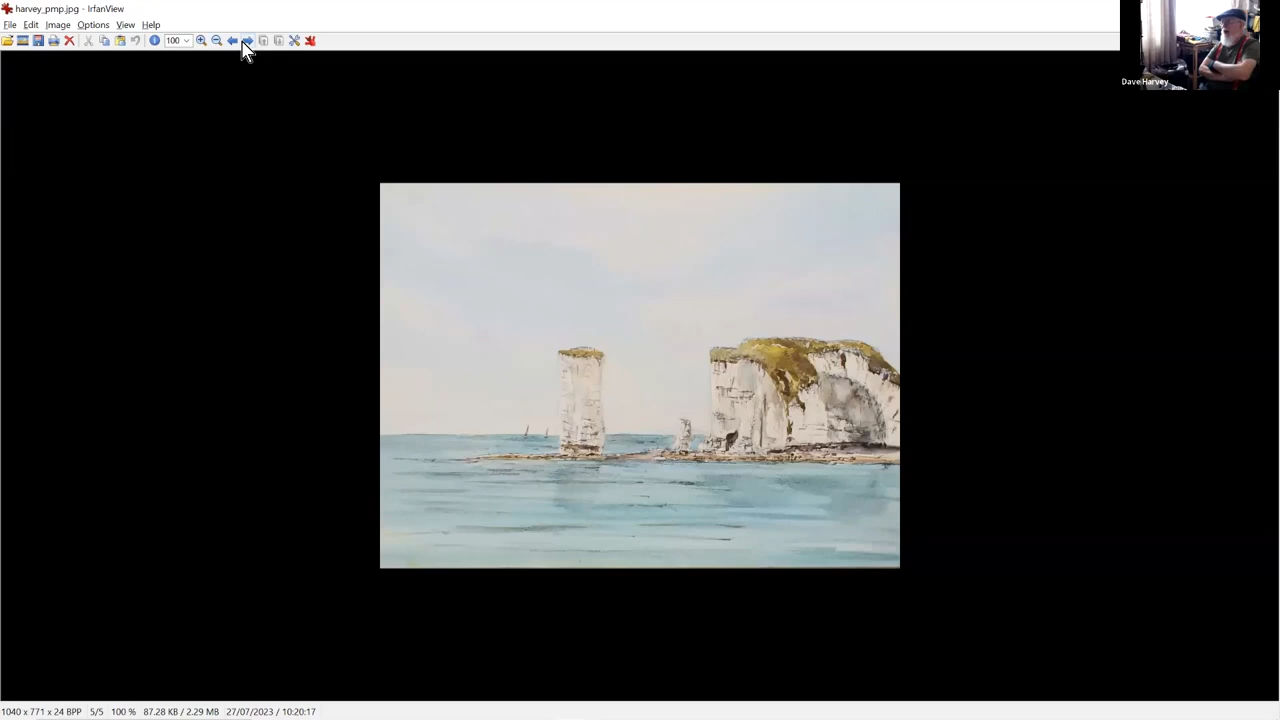 harvey_pmp.jpg - IrfanView
File Edit Image Options View Help
100
Dave Harvey
1040 x 771 x 24 BPP 5/5 100 % 87.28 KB / 2.29 MB 27/07/2023 / 10:20:17